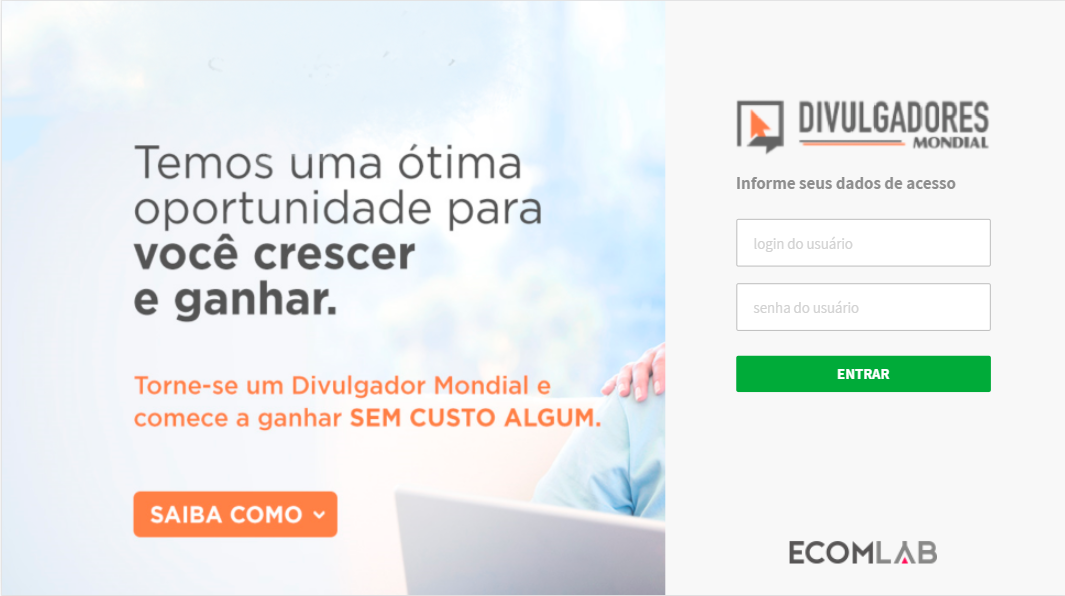 Temos uma ótima
oportunidade para
você crescer
e ganhar.
Torne-se um Divulgador Mondial e
comece a ganhar SEM CUSTO ALGUM.
SAIBA COMO
DIVULGADORES
MONDIAL
Informe seus dados de acesso
login do usuário
senha do usuário
ENTRAR
ECOMLAB